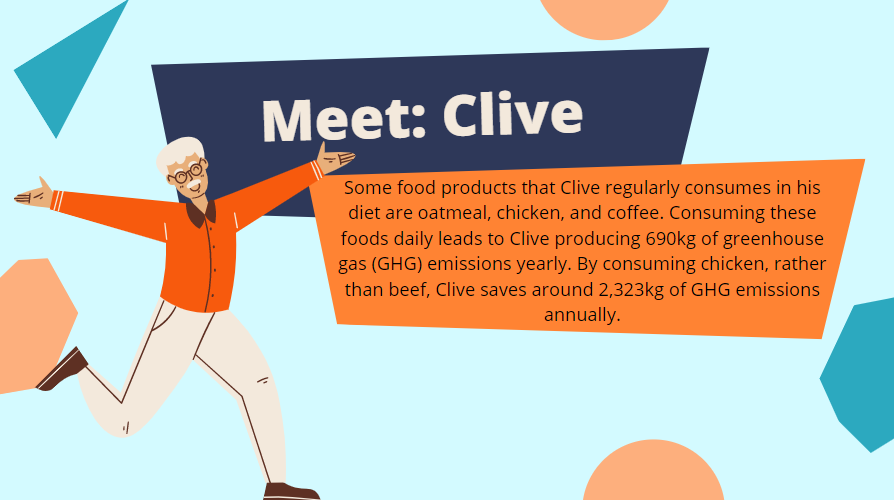 Meet: Clive
Some food products that Clive regularly consumes in his
diet are oatmeal, chicken, and coffee. Consuming these
foods daily leads to Clive producing 690kg of greenhouse
gas (GHG) emissions yearly. By consuming chicken, rather
than beef, Clive saves around 2,323kg of GHG emissions
annually.